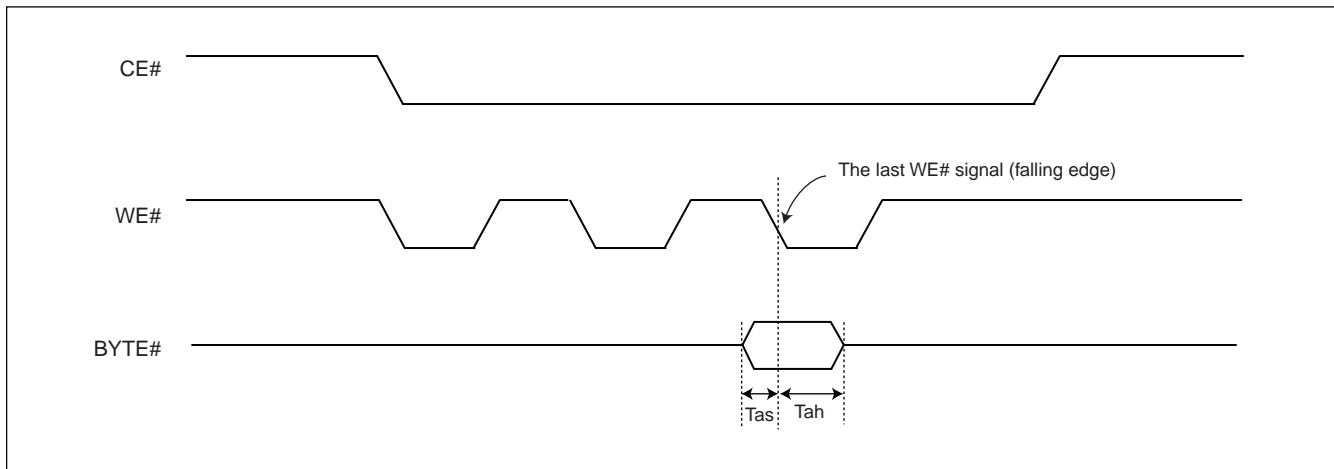 CE#
The last WE# signal (falling edge)
WE#
BYTE#
Tas Tah